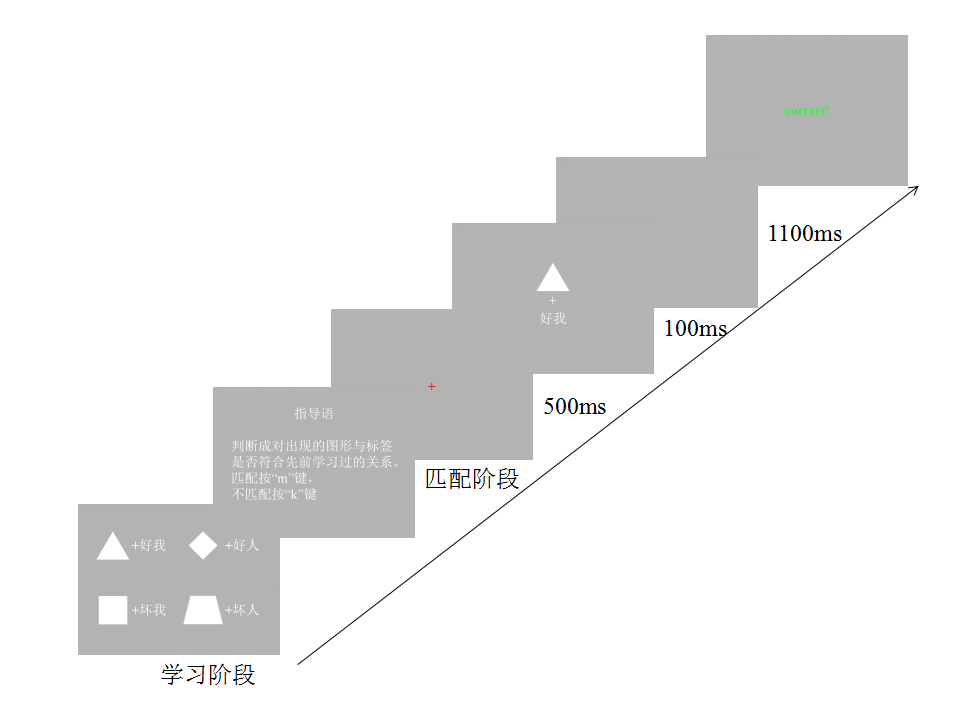 correct!
1100ms
100ms
+
好我
500ms
+
匹配阶段
指导语
判断成对出现的图形与标签
是否符合先前学习过的关系。
匹配按“m”键，
不匹配按“k”键
+好我 +好人
+坏我 +坏人
学习阶段